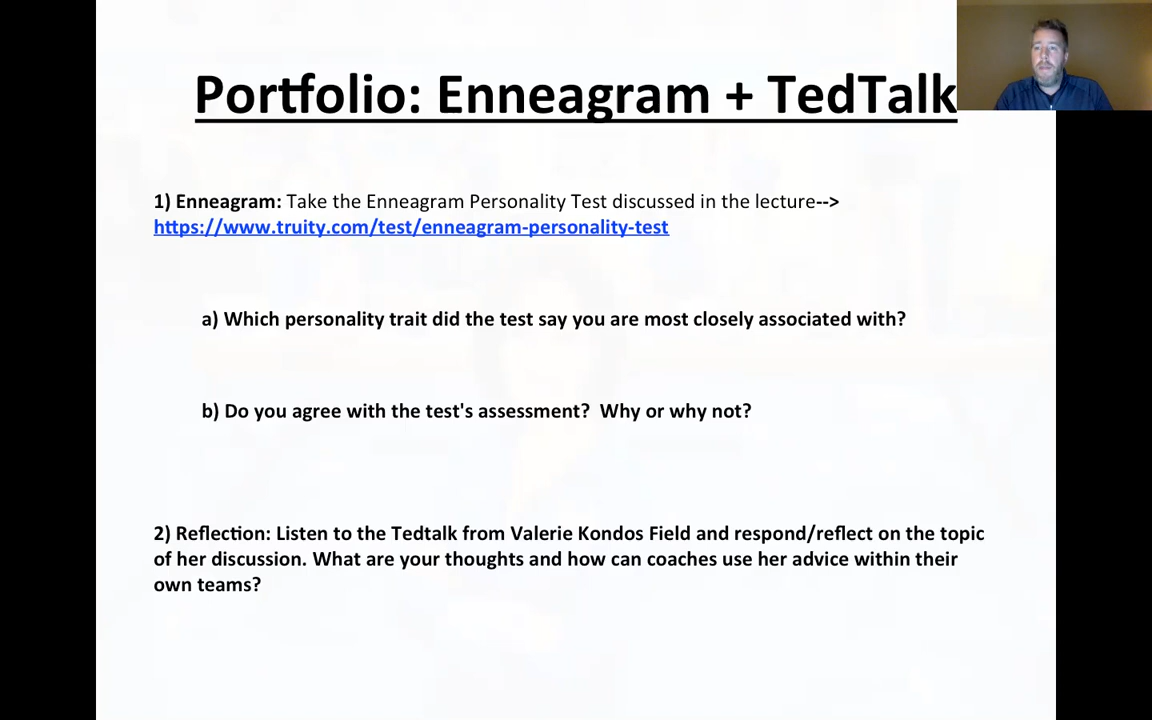 Portfolio: Enneagram + TedTalk
1) Enneagram: Take the Enneagram Personality Test discussed in the lecture-->
https://www.truity.com/test/enneagram-personality-test
a) Which personality trait did the test say you are most closely associated with?
b) Do you agree with the test's assessment?  Why or why not?
2) Reflection: Listen to the Tedtalk from Valerie Kondos Field and respond/reflect on the topic
of her discussion. What are your thoughts and how can coaches use her advice within their
own teams?